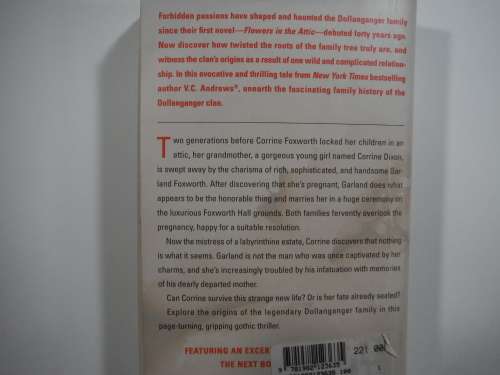 Forbidden passions have shaped and haunted the Dollanganger family
since their first novel—Flowers in the Attic—debuted forty years ago.
Now discover how twisted the roots of the family tree truly are, and
witness the clan's origins as a result of one wild and complicated relation-
ship. In this evocative and thrilling tale from New York Times bestselling
author V.C. Andrews®, unearth the fascinating family history of the
Dollanganger clan.
Two generations before Corrine Foxworth locked her children in an
attic, her grandmother, a gorgeous young girl named Corrine Dixon,
is swept away by the charisma of rich, sophisticated, and handsome Gar-
land Foxworth. After discovering that she's pregnant, Garland does what
appears to be the honorable thing and marries her in a huge ceremony on
the luxurious Foxworth Hall grounds. Both families fervently overlook the
pregnancy, happy for a suitable resolution.
Now the mistress of a labyrinthine estate, Corrine discovers that nothing
is what it seems. Garland is not the man who was once captivated by her
charms, and she's increasingly troubled by his infatuation with memories
of his dearly departed mother.
Can Corrine survive this strange new life? Or is her fate already sealed?
Explore the origins of the legendary Dollanganger family in this
page-turning, gripping gothic thriller.
FEATURING AN EXCER
THE NEXT BO
9 781982 123635
221 00